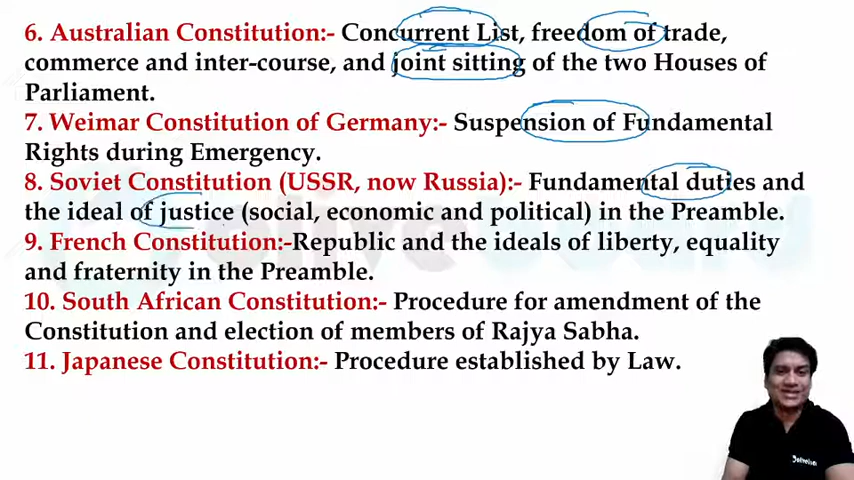 6. Australian Constitution:- Concurrent List, freedom of trade,
commerce and inter-course, and joint sitting of the two Houses of
Parliament.
7. Weimar Constitution of Germany:- Suspension of Fundamental
Rights during Emergency.
8. Soviet Constitution (USSR, now Russia):- Fundamental duties and
the ideal of justice (social, economic and political) in the Preamble.
9. French Constitution:-Republic and the ideals of liberty, equality
and fraternity in the Preamble.
10. South African Constitution:- Procedure for amendment of the
Constitution and election of members of Rajya Sabha.
11. Japanese Constitution:- Procedure established by Law.